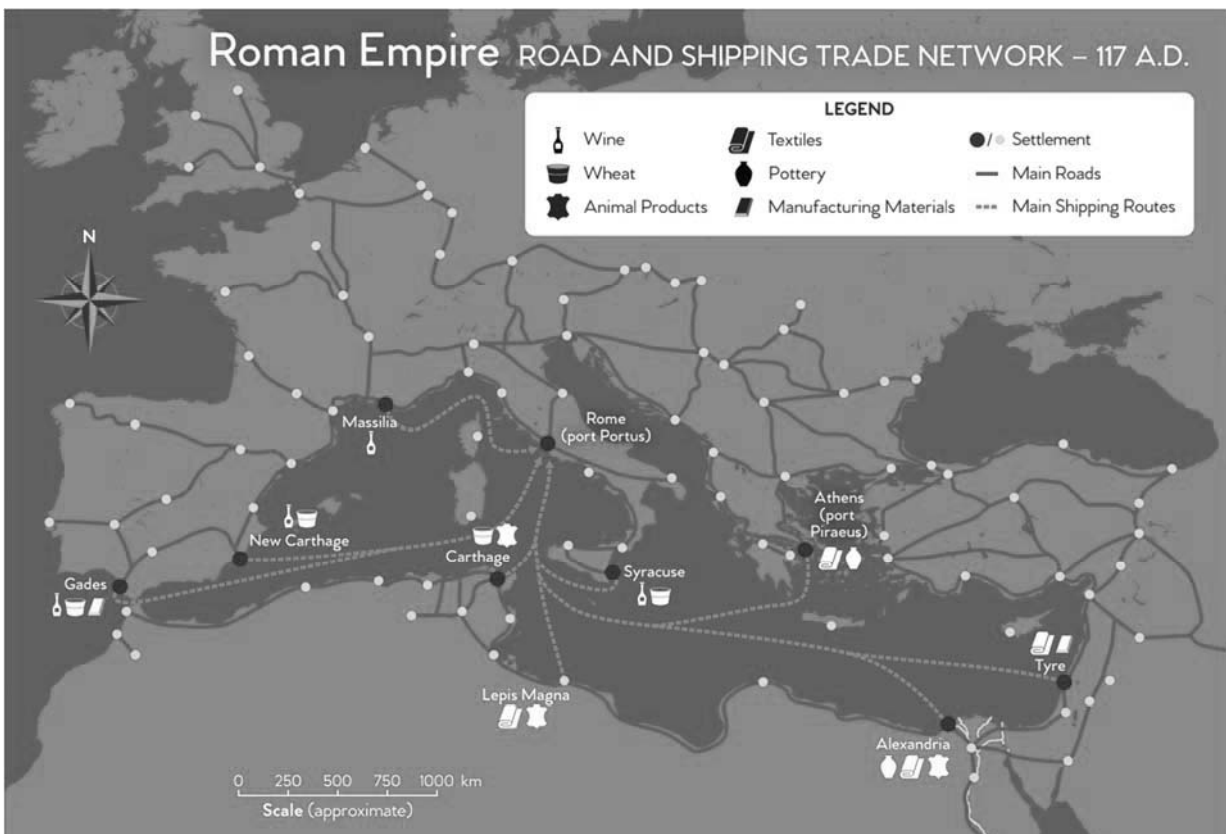 Roman Empire ROAD AND SHIPPING TRADE NETWORK – 117 A.D.
LEGEND
Wine
Textiles
Settlement
Wheat
Pottery
Main Roads
Animal Products
Manufacturing Materials
Main Shipping Routes
N
Massilia
Rome
(port Portus)
New Carthage
Carthage
Athens
(port
Piraeus)
Gades
Syracuse
Tyre
Lepis Magna
Alexandria
0 250 500 750 1000 km
Scale (approximate)